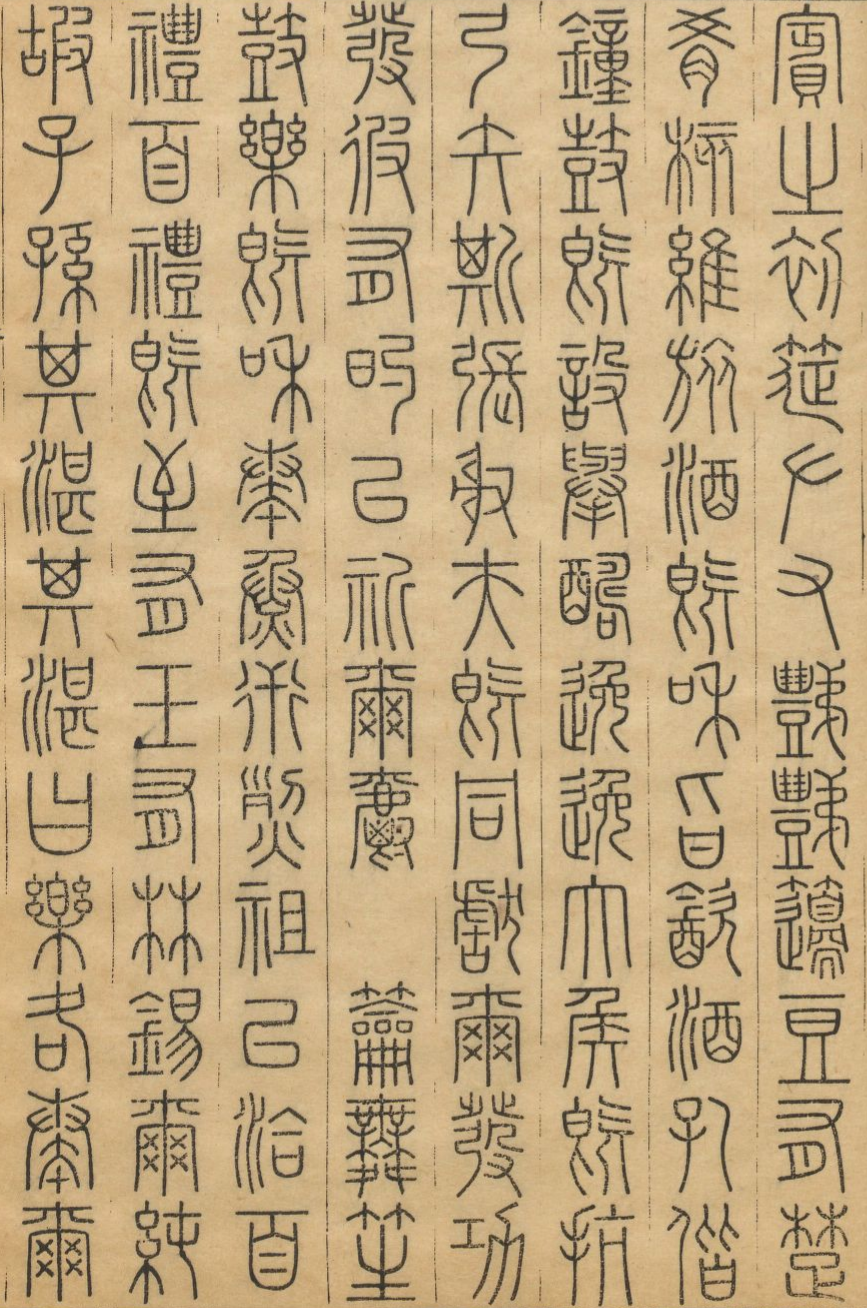 賓之初筵左右豑豑籩豆有楚
肴核維旅酒既和旨飲酒孔偕
鐘鼓既設舉醻逸逸大侯既抗
弓矢斯張射夫既同獻爾發功
發彼有的以祈爾爵 籥舞笙
鼓樂既和奏烝衎烈祖以洽百
禮百禮既至有壬有林錫爾純
嘏子孫其湛其湛曰樂各奏爾